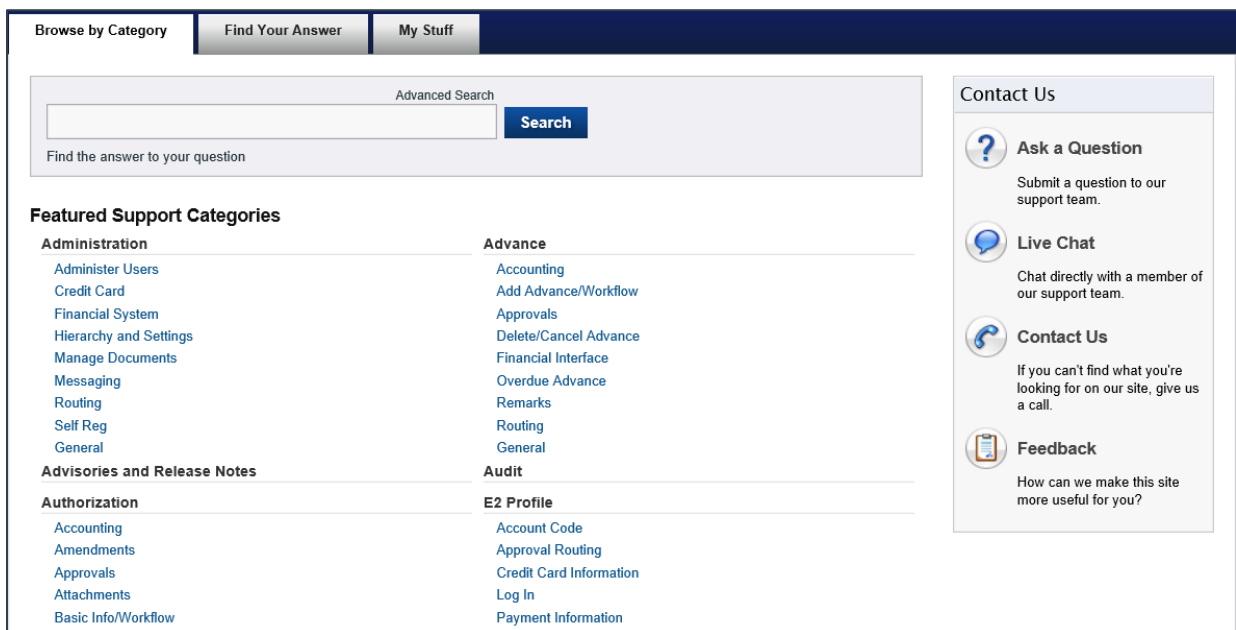 Browse by Category
Find Your Answer
My Stuff
Advanced Search
Search
Find the answer to your question
Featured Support Categories
Administration
Administer Users
Credit Card
Financial System
Hierarchy and Settings
Manage Documents
Messaging
Routing
Self Reg
General
Advance
Accounting
Add Advance/Workflow
Approvals
Delete/Cancel Advance
Financial Interface
Overdue Advance
Remarks
Routing
General
Advisories and Release Notes
Audit
Authorization
Accounting
Amendments
Approvals
Attachments
Basic Info/Workflow
E2 Profile
Account Code
Approval Routing
Credit Card Information
Log In
Payment Information
Contact Us
?
Ask a Question
Submit a question to our
support team.
Live Chat
Chat directly with a member of
our support team.
Contact Us
If you can't find what you're
looking for on our site, give us
a call.
Feedback
How can we make this site
more useful for you?